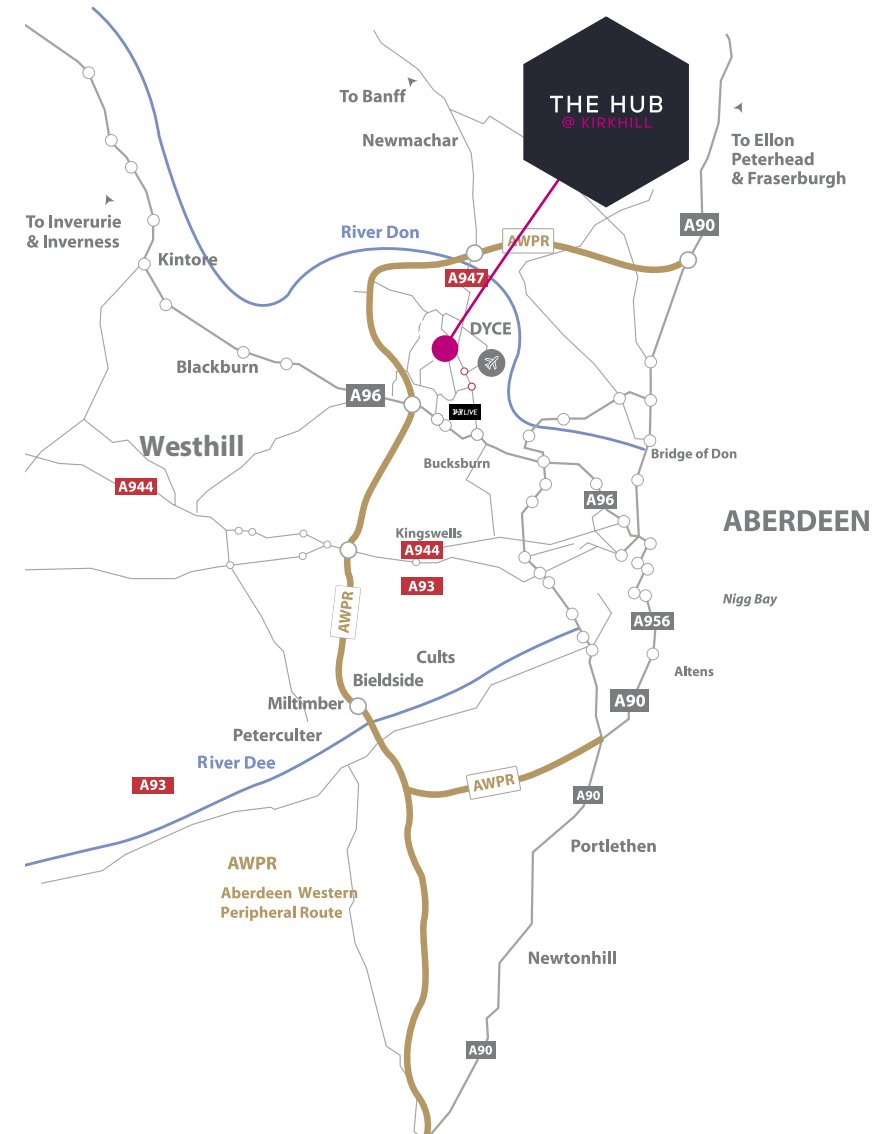 To Banff
THE HUB
@ KIRKHILL
Newmachar
To Ellon
Peterhead
& Fraserburgh
To Inverurie
& Inverness
A90
River Don
AWPR
Kintore
A947
DYCE
Blackburn
A96
LIVE
Westhill
Bucksburn
Bridge of Don
A944
A96
ABERDEEN
Kingswells
A944
A93
Nigg Bay
AWPR
A956
Cults
Altens
Bieldside
Miltimber
A90
Peterculter
River Dee
A93
AWPR
A90
Portlethen
AWPR
Aberdeen Western
Peripheral Route
Newtonhill
A90